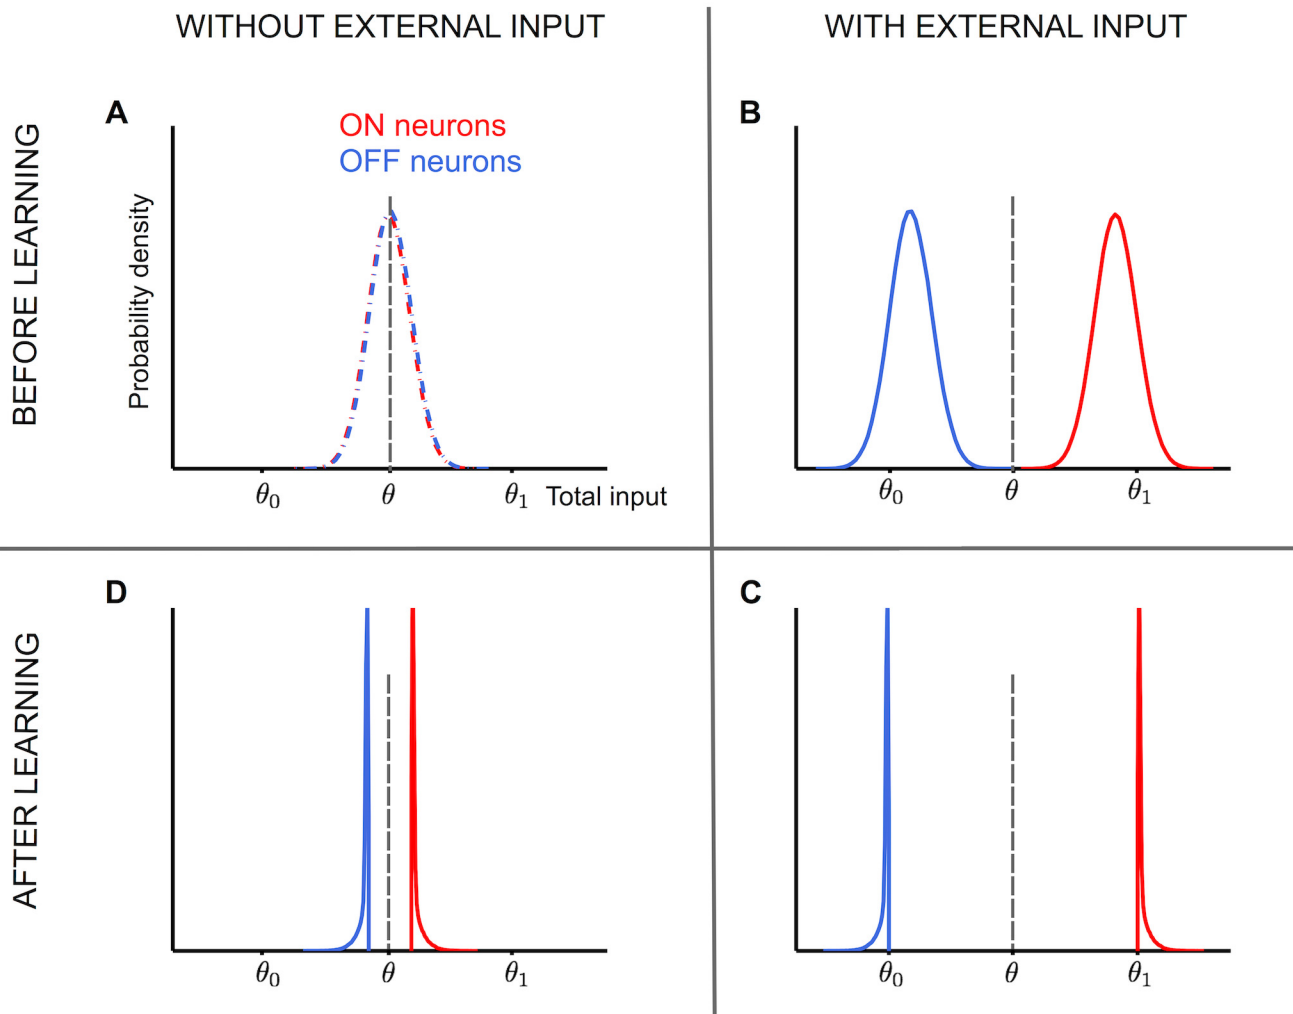 WITHOUT EXTERNAL INPUT
WITH EXTERNAL INPUT
BEFORE LEARNING
A
ON neurons
OFF neurons
Probability density
θ₀
θ
θ₁
Total input
B
θ₀
θ
θ₁
AFTER LEARNING
D
θ₀
θ
θ₁
C
θ₀
θ
θ₁